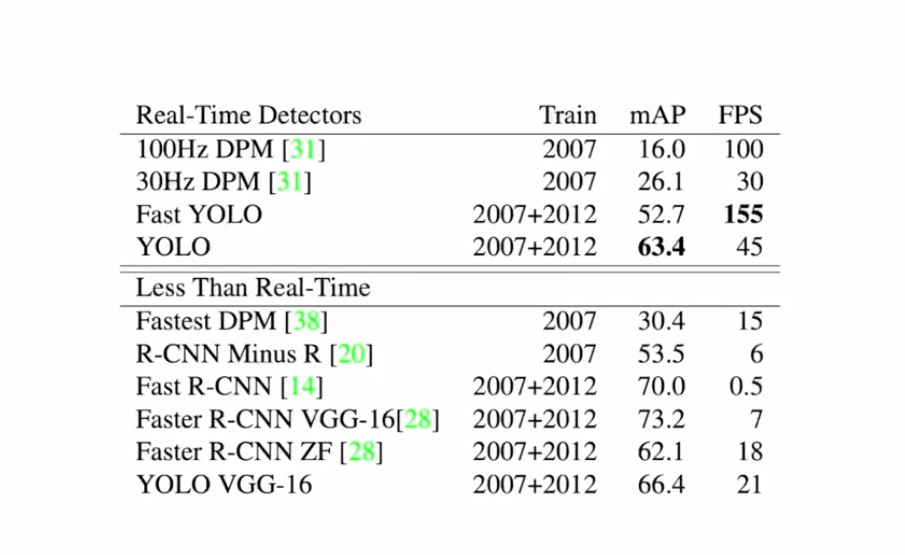 Real-Time Detectors Train mAP FPS
100Hz DPM [31] 2007 16.0 100
30Hz DPM [31] 2007 26.1 30
Fast YOLO 2007+2012 52.7 155
YOLO 2007+2012 63.4 45
Less Than Real-Time
Fastest DPM [38] 2007 30.4 15
R-CNN Minus R [20] 2007 53.5 6
Fast R-CNN [14] 2007+2012 70.0 0.5
Faster R-CNN VGG-16[28] 2007+2012 73.2 7
Faster R-CNN ZF [28] 2007+2012 62.1 18
YOLO VGG-16 2007+2012 66.4 21